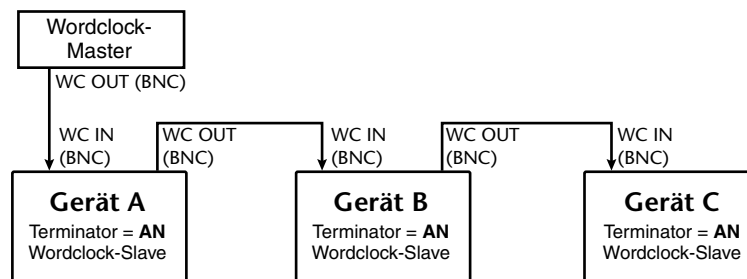 Wordclock-
Master
WC OUT (BNC)
WC IN
(BNC)
WC OUT
(BNC)
WC IN
(BNC)
WC OUT
(BNC)
WC IN
(BNC)
Gerät A
Terminator = AN
Wordclock-Slave
Gerät B
Terminator = AN
Wordclock-Slave
Gerät C
Terminator = AN
Wordclock-Slave